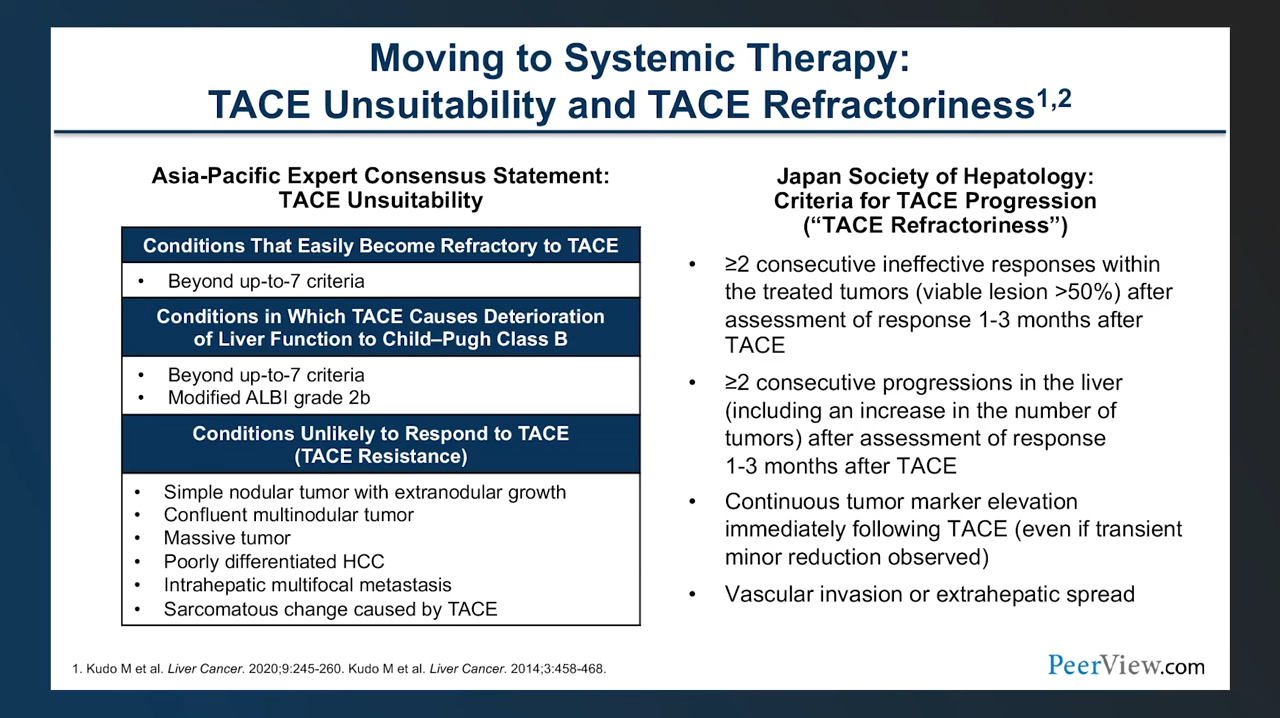 Moving to Systemic Therapy:
TACE Unsuitability and TACE Refractoriness1,2
Asia-Pacific Expert Consensus Statement:
TACE Unsuitability
Conditions That Easily Become Refractory to TACE
• Beyond up-to-7 criteria
Conditions in Which TACE Causes Deterioration
of Liver Function to Child–Pugh Class B
• Beyond up-to-7 criteria
• Modified ALBI grade 2b
Conditions Unlikely to Respond to TACE
(TACE Resistance)
• Simple nodular tumor with extranodular growth
• Confluent multinodular tumor
• Massive tumor
• Poorly differentiated HCC
• Intrahepatic multifocal metastasis
• Sarcomatous change caused by TACE
Japan Society of Hepatology:
Criteria for TACE Progression
(“TACE Refractoriness”)
• ≥2 consecutive ineffective responses within
the treated tumors (viable lesion >50%) after
assessment of response 1-3 months after
TACE
• ≥2 consecutive progressions in the liver
(including an increase in the number of
tumors) after assessment of response
1-3 months after TACE
• Continuous tumor marker elevation
immediately following TACE (even if transient
minor reduction observed)
• Vascular invasion or extrahepatic spread
1. Kudo M et al. Liver Cancer. 2020;9:245-260. Kudo M et al. Liver Cancer. 2014;3:458-468.
PeerView.com